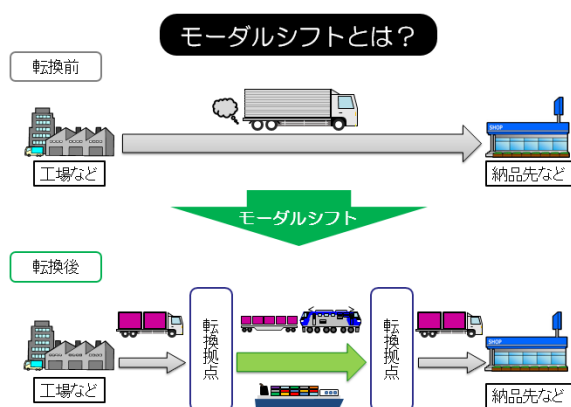 モーダルシフトとは？
転換前
SHOP
工場など
納品先など
モーダルシフト
転換後
転換拠点
転換拠点
SHOP
工場など
納品先など